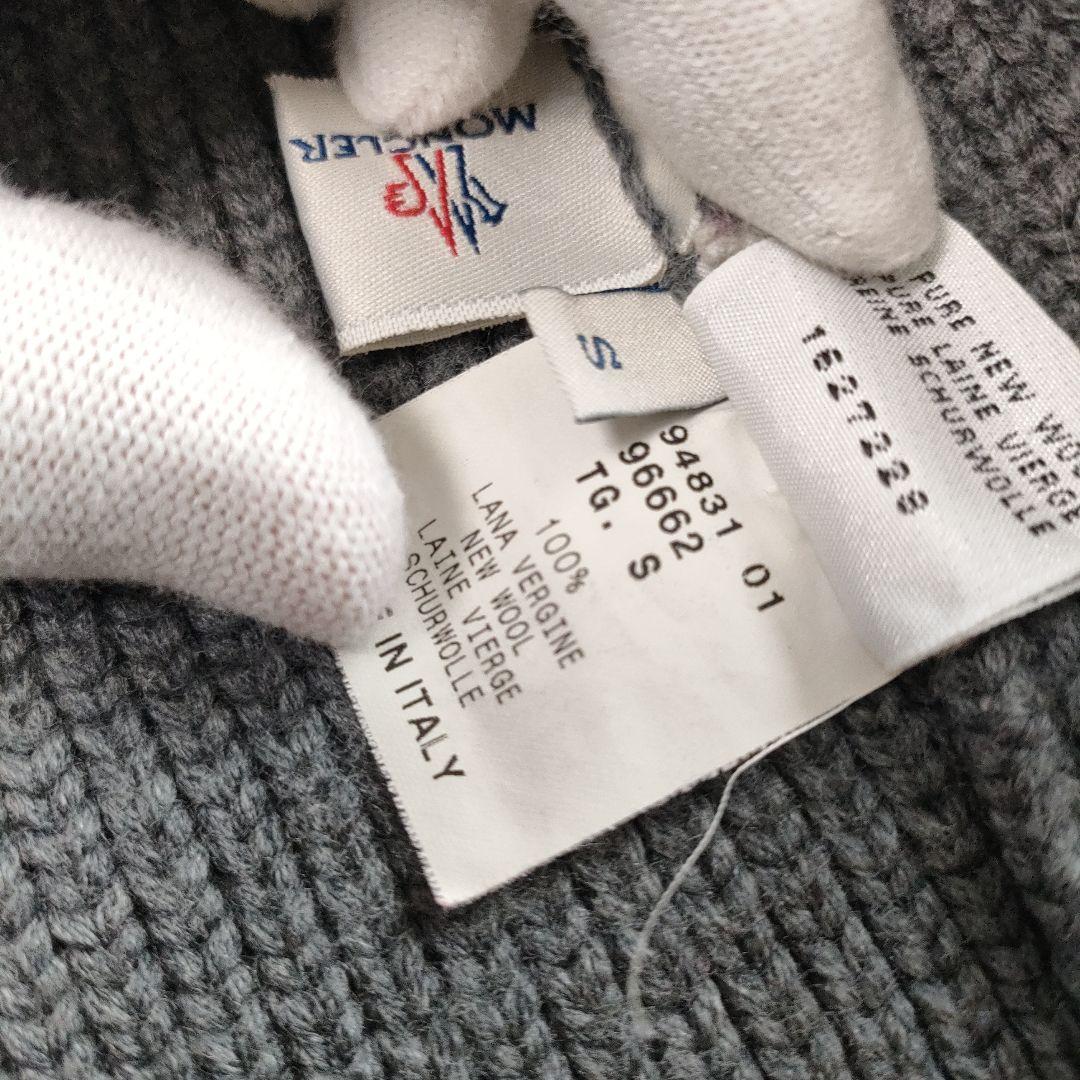 MONCLER
S
94831 01
96662
TG. S
100%
LANA VERGINE
NEW WOOL
LAINE VIERGE
SCHURWOLLE
IN ITALY
PURE NEW
PURE LAINE VIERGE
REINE SCHURWOLLE
1627228